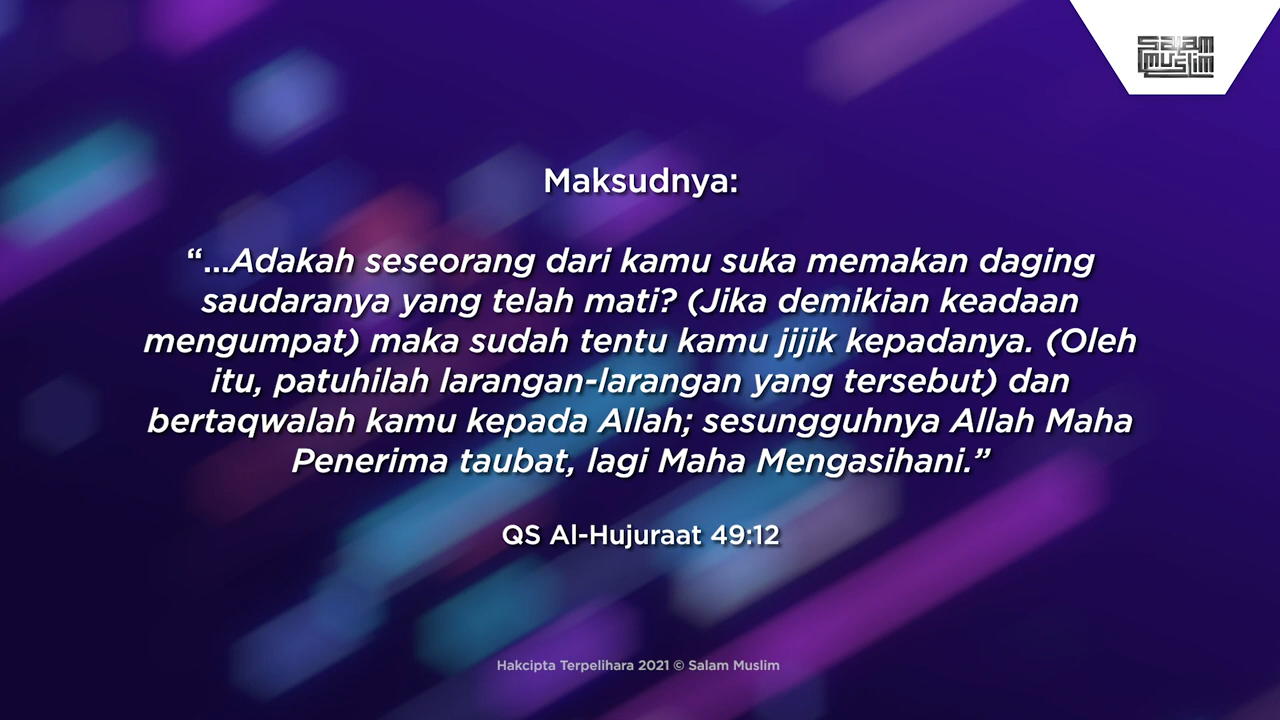 salam
muslim
Maksudnya:
“...Adakah seseorang dari kamu suka memakan daging
saudaranya yang telah mati? (Jika demikian keadaan
mengumpat) maka sudah tentu kamu jijik kepadanya. (Oleh
itu, patuhilah larangan-larangan yang tersebut) dan
bertaqwalah kamu kepada Allah; sesungguhnya Allah Maha
Penerima taubat, lagi Maha Mengasihani.”
QS Al-Hujuraat 49:12
Hakcipta Terpelihara 2021 © Salam Muslim